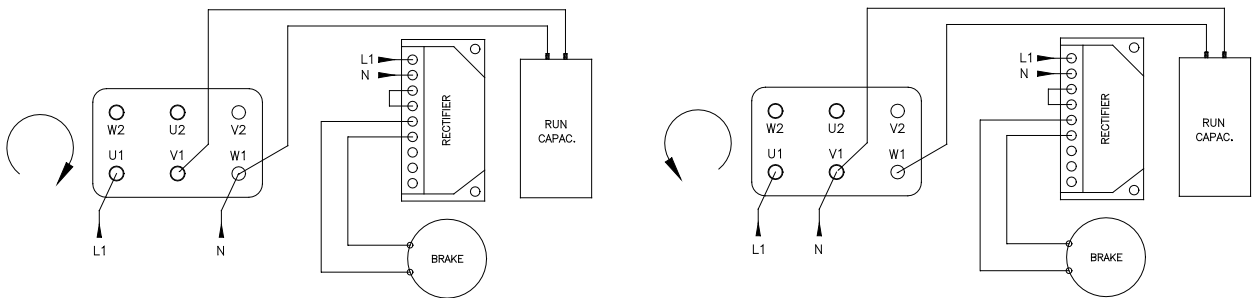 L1
N
W2 U2 V2
U1 V1 W1
L1 N
RECTIFIER
RUN
CAPAC.
BRAKE
L1
N
W2 U2 V2
U1 V1 W1
L1 N
RECTIFIER
RUN
CAPAC.
BRAKE